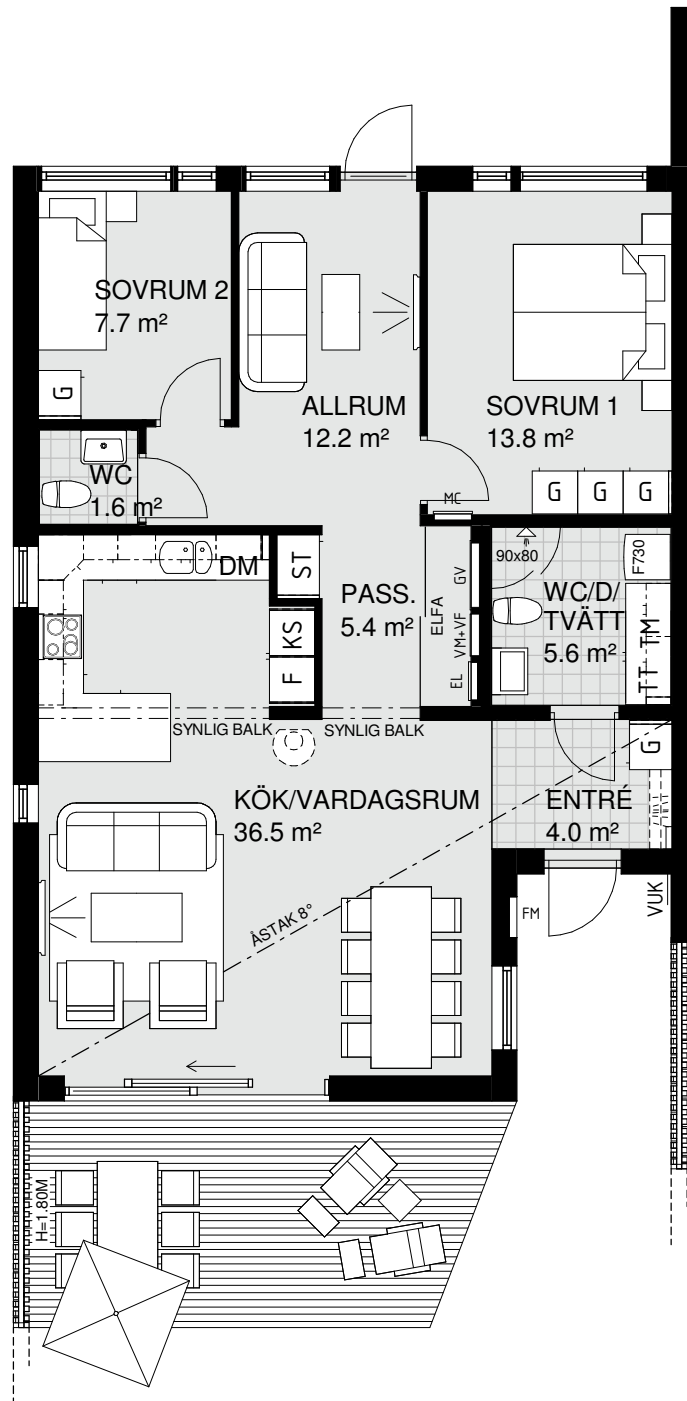 SOVRUM 2
7.7 m²
G
ALLRUM
12.2 m²
SOVRUM 1
13.8 m²
G
G
G
WC
1.6 m²
MC
DM
ST
KS
F
PASS.
5.4 m²
ELFA
GV
VM+VF
EL
90x80
F730
WC/D/
TVÄTT
5.6 m²
TM
TT
SYNLIG BALK
SYNLIG BALK
G
KÖK/VARDAGSRUM
36.5 m²
ENTRÉ
4.0 m²
ÅSTAK 8°
FM
VUK
H=1.80M